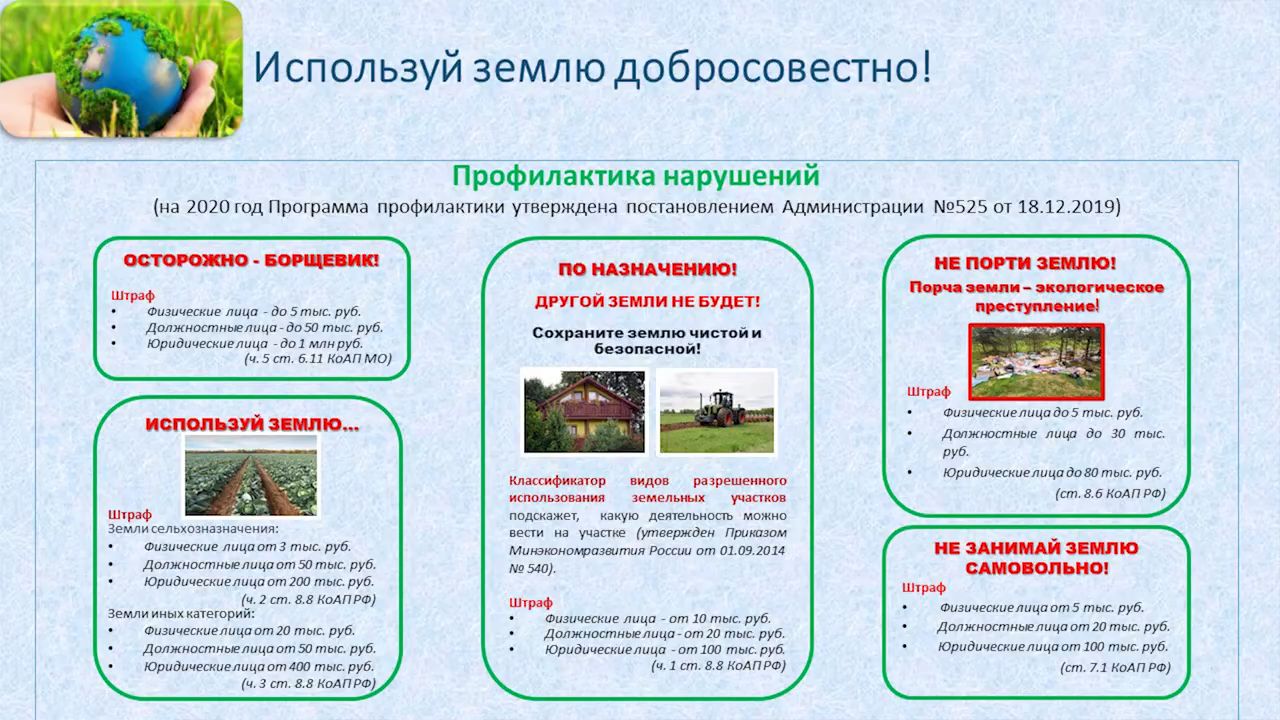 Используй землю добросовестно!
Профилактика нарушений
(на 2020 год Программа профилактики утверждена постановлением Администрации №525 от 18.12.2019)
ОСТОРОЖНО - БОРЩЕВИК!
Штраф
• Физические лица - до 5 тыс. руб.
• Должностные лица - до 50 тыс. руб.
• Юридические лица - до 1 млн руб.
(ч. 5 ст. 6.11 КоАП МО)
ИСПОЛЬЗУЙ ЗЕМЛЮ...
Штраф
Земли сельхозназначения:
• Физические лица от 3 тыс. руб.
• Должностные лица от 50 тыс. руб.
• Юридические лица от 200 тыс. руб.
(ч. 2 ст. 8.8 КоАП РФ)
Земли иных категорий:
• Физические лица от 20 тыс. руб.
• Должностные лица от 50 тыс. руб.
• Юридические лица от 400 тыс. руб.
(ч. 3 ст. 8.8 КоАП РФ)
ПО НАЗНАЧЕНИЮ!
ДРУГОЙ ЗЕМЛИ НЕ БУДЕТ!
Сохраните землю чистой и
безопасной!
Классификатор видов разрешенного
использования земельных участков
подскажет, какую деятельность можно
вести на участке (утвержден Приказом
Минэкономразвития России от 01.09.2014
№ 540).
Штраф
• Физические лица - от 10 тыс. руб.
• Должностные лица - от 20 тыс. руб.
• Юридические лица - от 100 тыс. руб.
(ч. 1 ст. 8.8 КоАП РФ)
НЕ ПОРТИ ЗЕМЛЮ!
Порча земли – экологическое
преступление!
Штраф
• Физические лица до 5 тыс. руб.
• Должностные лица до 30 тыс.
руб.
• Юридические лица до 80 тыс. руб.
(ст. 8.6 КоАП РФ)
НЕ ЗАНИМАЙ ЗЕМЛЮ
САМОВОЛЬНО!
Штраф
• Физические лица от 5 тыс. руб.
• Должностные лица от 20 тыс. руб.
• Юридические лица от 100 тыс. руб.
(ст. 7.1 КоАП РФ)